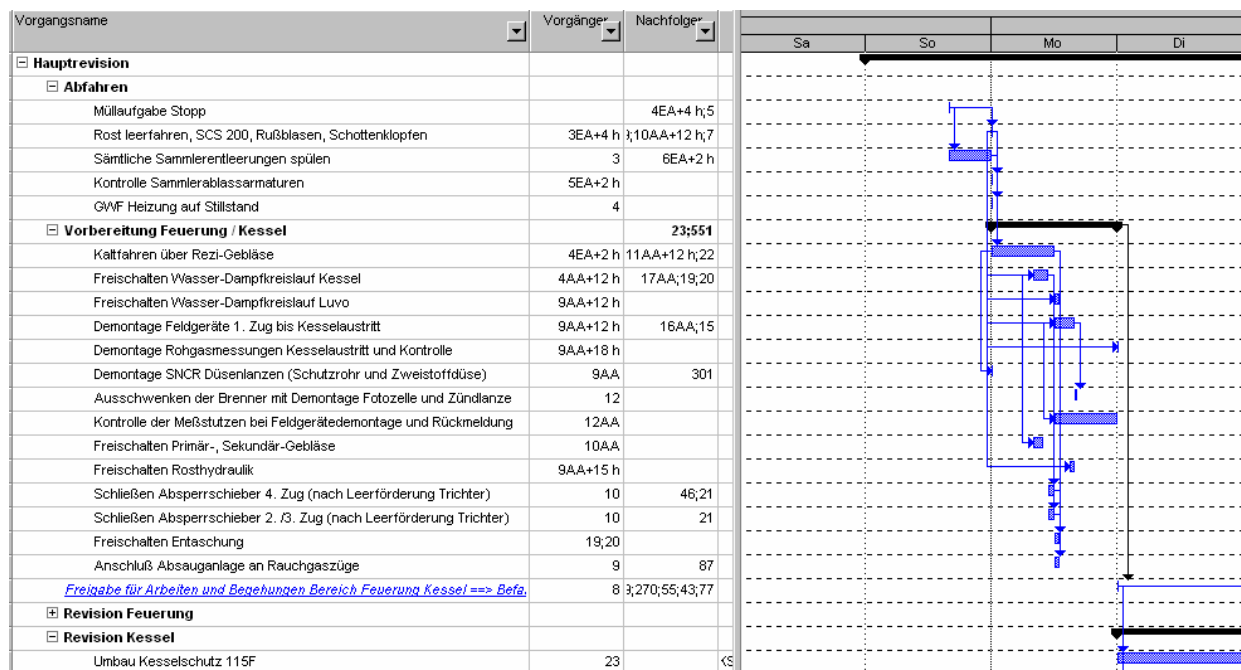 Vorgangsname Vorgänger Nachfolger
Sa So Mo Di
Hauptrevision
Abfahren
Müllaufgabe Stopp 4EA+4 h;5
Rost leerfahren, SCS 200, Rußblasen, Schottenklopfen 3EA+4 h ;10AA+12 h;7
Sämtliche Sammlerentleerungen spülen 3 6EA+2 h
Kontrolle Sammlerablassarmaturen 5EA+2 h
GWF Heizung auf Stillstand 4
Vorbereitung Feuerung / Kessel 23;551
Kaltfahren über Rezi-Gebläse 4EA+2 h 11AA+12 h;22
Freischalten Wasser-Dampfkreislauf Kessel 4AA+12 h 17AA;19;20
Freischalten Wasser-Dampfkreislauf Luvo 9AA+12 h
Demontage Feldgeräte 1. Zug bis Kesselaustritt 9AA+12 h 16AA;15
Demontage Rohgasmessungen Kesselaustritt und Kontrolle 9AA+18 h
Demontage SNCR Düsenlanzen (Schutzrohr und Zweistoffdüse) 9AA 301
Ausschwenken der Brenner mit Demontage Fotozelle und Zündlanze 12
Kontrolle der Meßstutzen bei Feldgerätedemontage und Rückmeldung 12AA
Freischalten Primär-, Sekundär-Gebläse 10AA
Freischalten Rosthydraulik 9AA+15 h
Schließen Absperrschieber 4. Zug (nach Leerförderung Trichter) 10 46;21
Schließen Absperrschieber 2. /3. Zug (nach Leerförderung Trichter) 10 21
Freischalten Entaschung 19;20
Anschluß Absauganlage an Rauchgaszüge 9 87
Freigabe für Arbeiten und Begehungen Bereich Feuerung Kessel ==> Befa. 8 ;270;55;43;77
Revision Feuerung
Revision Kessel
Umbau Kesselschutz 115F 23